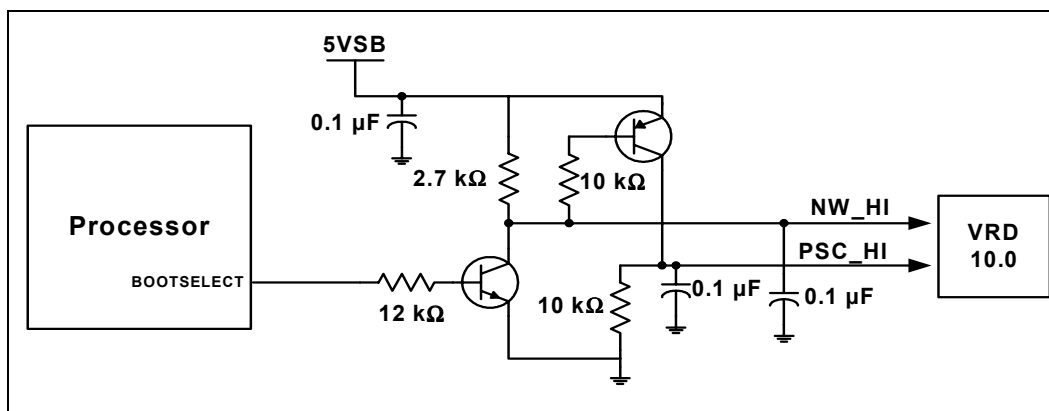 5VSB
0.1 µF
2.7 kΩ
10 kΩ
Processor
BOOTSELECT
12 kΩ
10 kΩ
0.1 µF
0.1 µF
NW_HI
PSC_HI
VRD
10.0